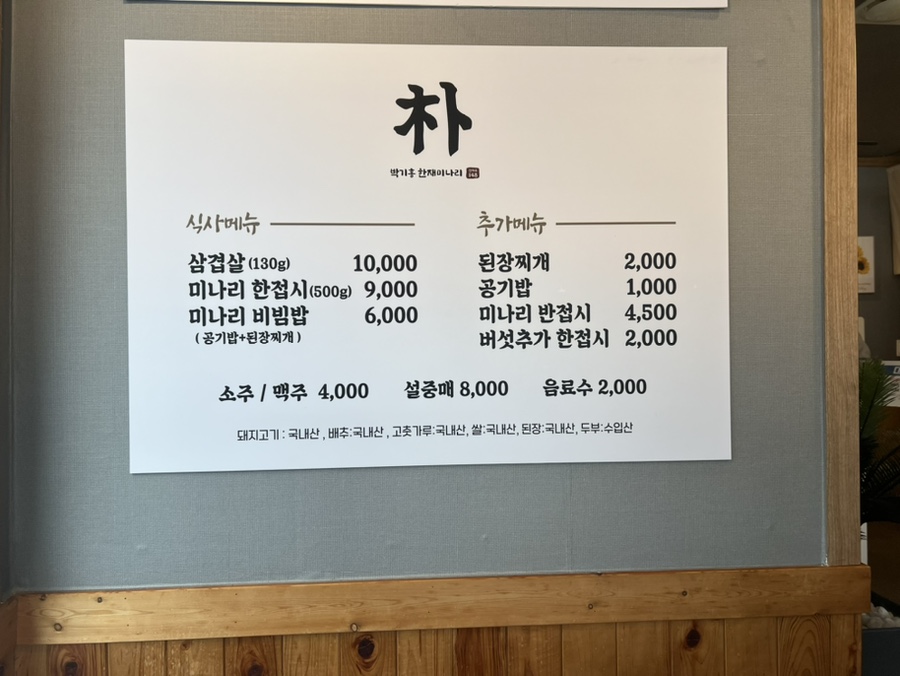 朴
박기홍 한재미나리
식사메뉴
삼겹살 (130g) 10,000
미나리 한접시(500g) 9,000
미나리 비빔밥 6,000
( 공기밥+된장찌개 )
추가메뉴
된장찌개 2,000
공기밥 1,000
미나리 반접시 4,500
버섯추가 한접시 2,000
소주 / 맥주 4,000 설중매 8,000 음료수 2,000
돼지고기 : 국내산 , 배추:국내산 , 고춧가루:국내산, 쌀:국내산, 된장:국내산, 두부:수입산